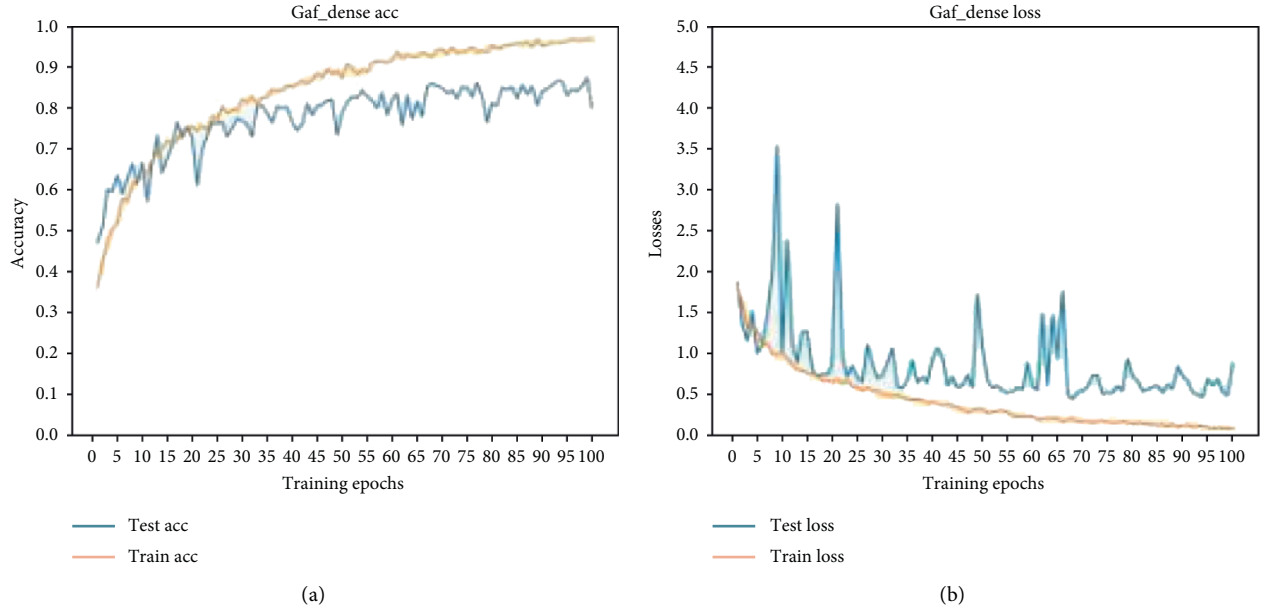 Gaf_dense acc
1.0
0.9
0.8
0.7
0.6
0.5
0.4
0.3
0.2
0.1
0.0
Accuracy
0 5 10 15 20 25 30 35 40 45 50 55 60 65 70 75 80 85 90 95 100
Training epochs
Test acc
Train acc
(a)
Gaf_dense loss
5.0
4.5
4.0
3.5
3.0
2.5
2.0
1.5
1.0
0.5
0.0
Losses
0 5 10 15 20 25 30 35 40 45 50 55 60 65 70 75 80 85 90 95 100
Training epochs
Test loss
Train loss
(b)